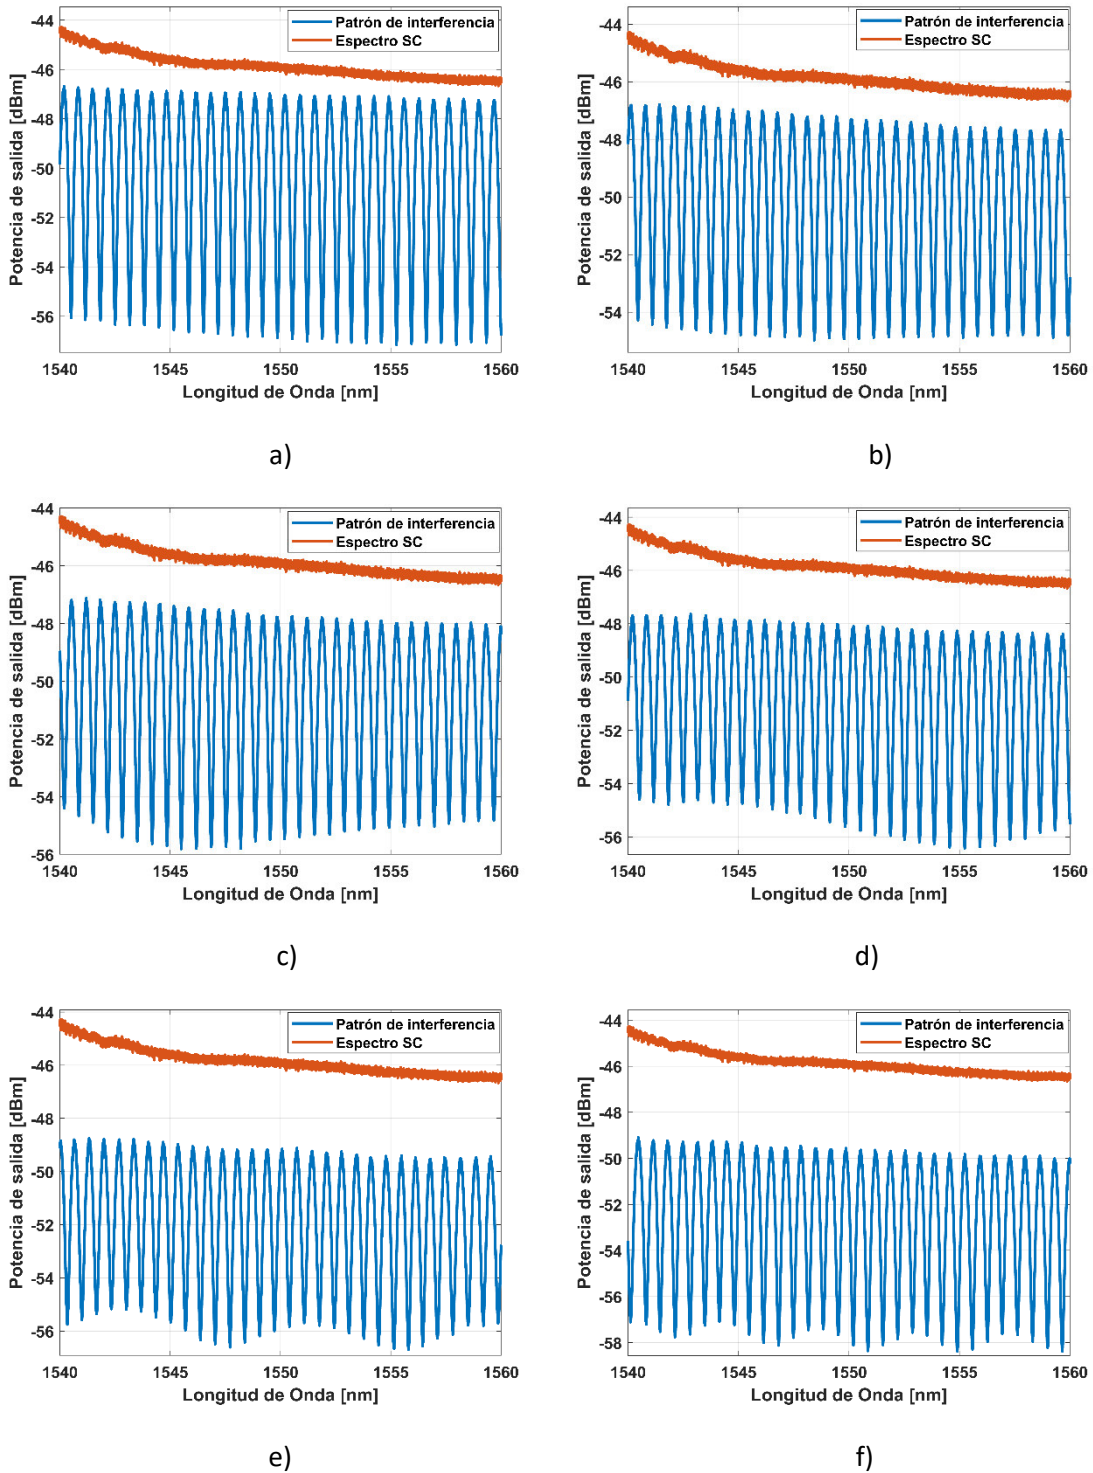 Patrón de interferencia
Espectro SC
Potencia de salida [dBm]
-44
-46
-48
-50
-52
-54
-56
1540
1545
1550
1555
1560
Longitud de Onda [nm]
a)
Patrón de interferencia
Espectro SC
Potencia de salida [dBm]
-44
-46
-48
-50
-52
-54
1540
1545
1550
1555
1560
Longitud de Onda [nm]
b)
Patrón de interferencia
Espectro SC
Potencia de salida [dBm]
-44
-46
-48
-50
-52
-54
-56
1540
1545
1550
1555
1560
Longitud de Onda [nm]
c)
Patrón de interferencia
Espectro SC
Potencia de salida [dBm]
-44
-46
-48
-50
-52
-54
-56
1540
1545
1550
1555
1560
Longitud de Onda [nm]
d)
Patrón de interferencia
Espectro SC
Potencia de salida [dBm]
-44
-46
-48
-50
-52
-54
-56
1540
1545
1550
1555
1560
Longitud de Onda [nm]
e)
Patrón de interferencia
Espectro SC
Potencia de salida [dBm]
-44
-46
-48
-50
-52
-54
-56
-58
1540
1545
1550
1555
1560
Longitud de Onda [nm]
f)